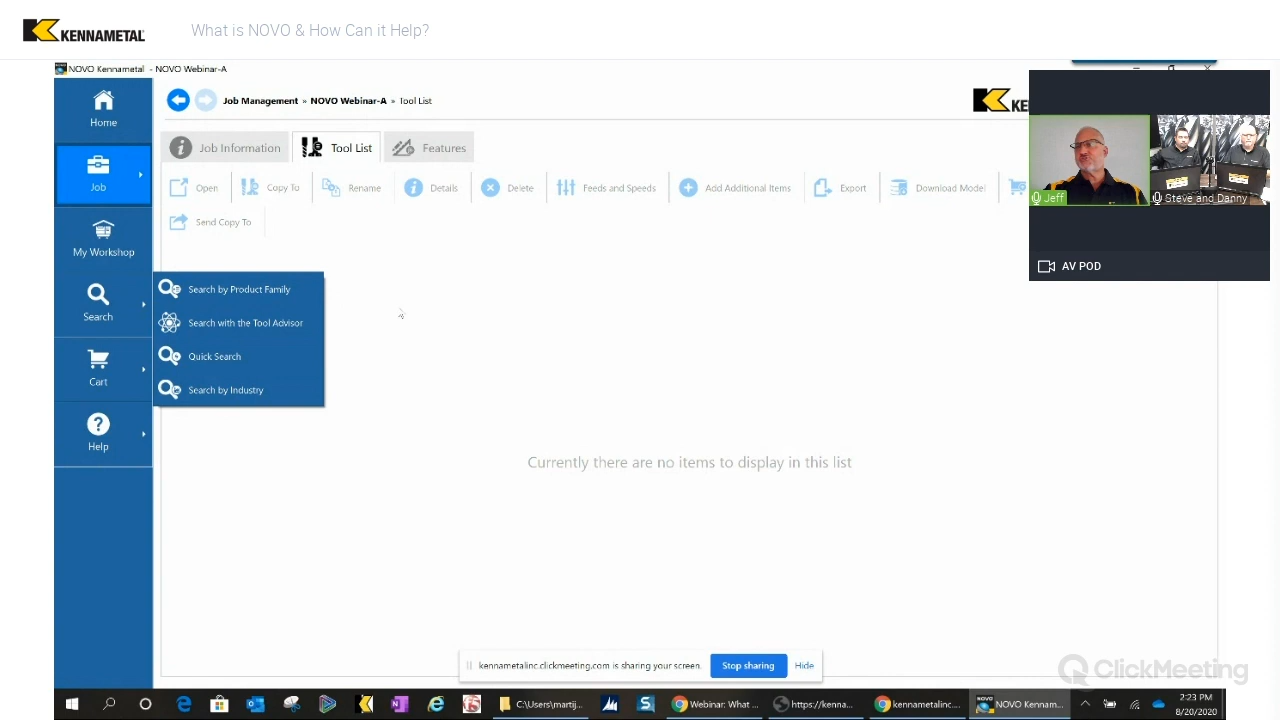 KENNAMETAL
What is NOVO & How Can it Help?
NOVO Kennametal - NOVO Webinar-A
Home
Job
My Workshop
Search
Cart
Help
Job Management » NOVO Webinar-A » Tool List
KE
Job Information
Tool List
Features
Open
Copy To
Rename
Details
Delete
Feeds and Speeds
Add Additional Items
Export
Download Model
Send Copy To
Search by Product Family
Search with the Tool Advisor
Quick Search
Search by Industry
Currently there are no items to display in this list
Jeff
Steve and Danny
AV POD
kennametalinc.clickmeeting.com is sharing your screen.
Stop sharing
Hide
ClickMeeting
C:\Users\martij...
Webinar: What ...
https://kenna...
kennametalinc....
NOVO Kennam...
2:23 PM
8/20/2020